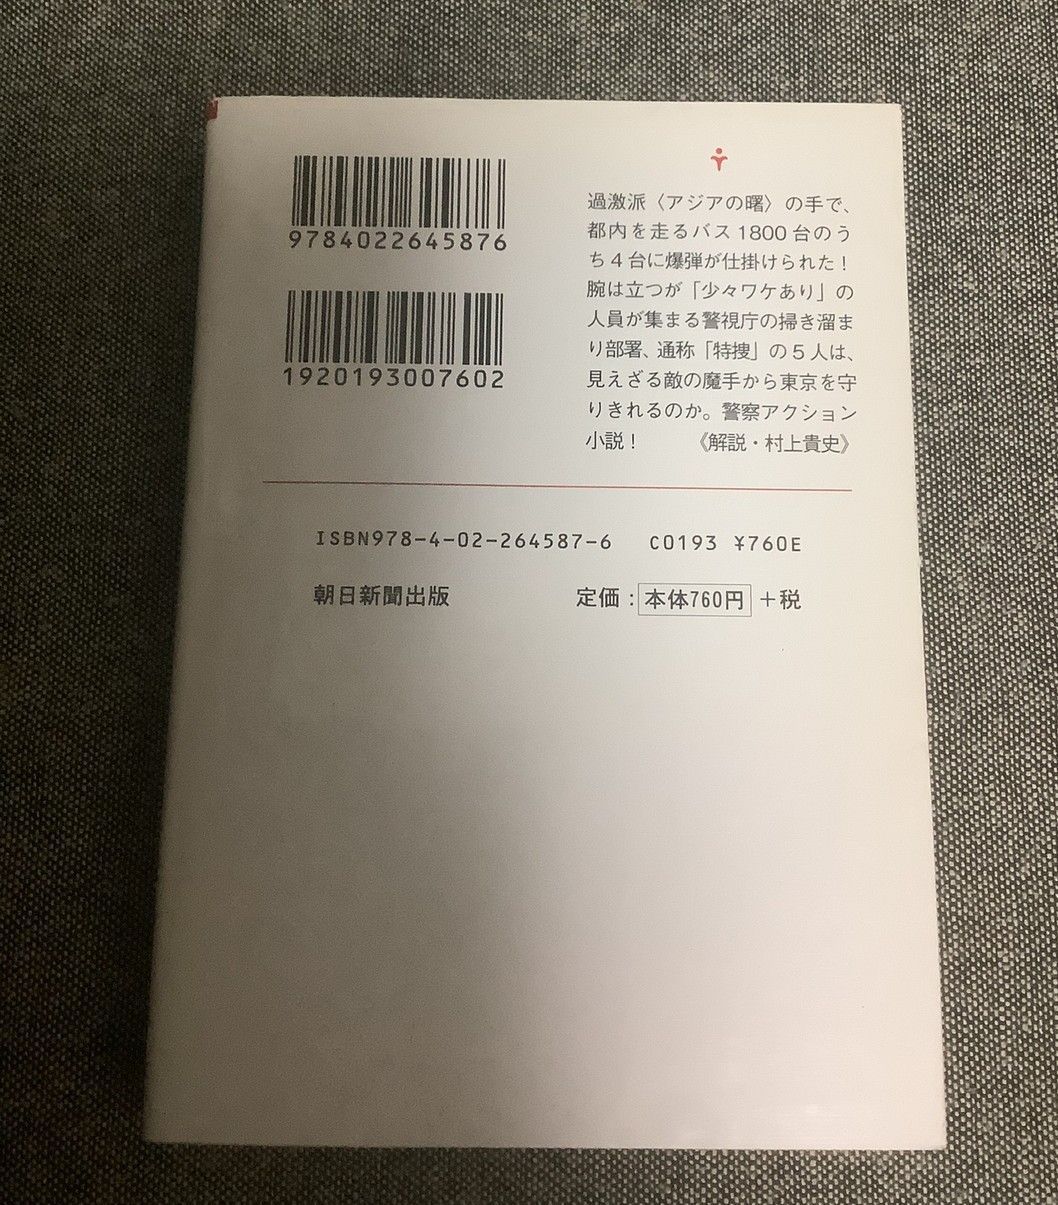 9784022645876
1920193007602
過激派〈アジアの曙〉の手で、
都内を走るバス1800台のう
ち4台に爆弾が仕掛けられた！
腕は立つが「少々ワケあり」の
人員が集まる警視庁の掃き溜ま
り部署、通称「特捜」の5人は、
見えざる敵の魔手から東京を守
りきれるのか。警察アクション
小説！　《解説・村上貴史》
ISBN978-4-02-264587-6 C0193 ¥760E
朝日新聞出版 定価：本体760円＋税